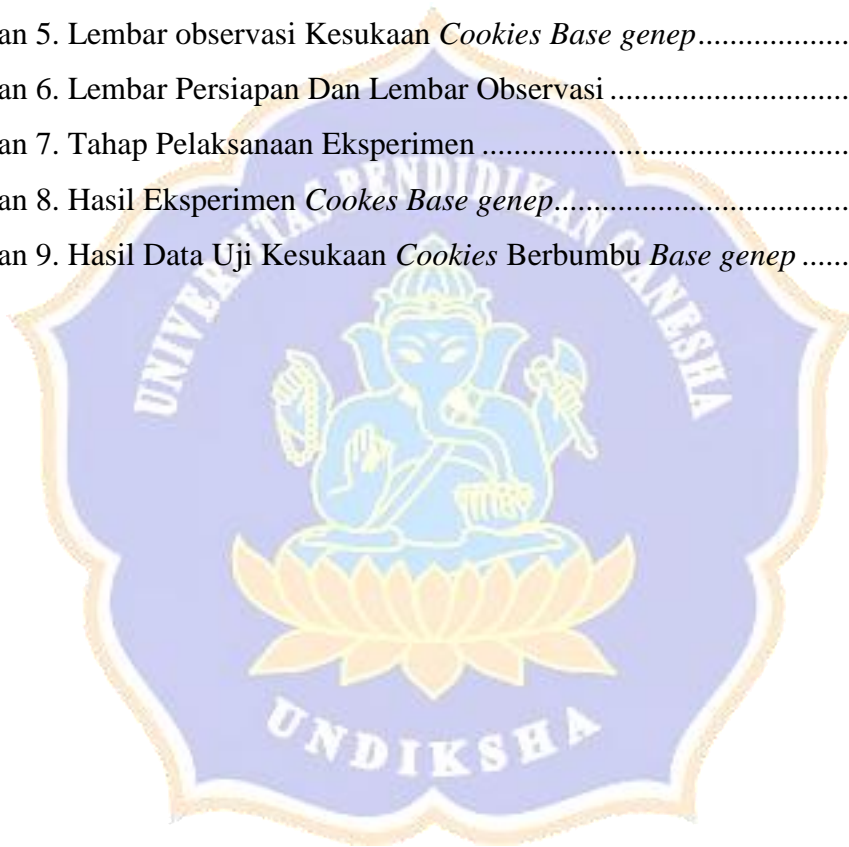 an 5. Lembar observasi Kesukaan Cookies Base genep...................
an 6. Lembar Persiapan Dan Lembar Observasi..............................
an 7. Tahap Pelaksanaan Eksperimen..............................................
an 8. Hasil Eksperimen Cookes Base genep.....................................
an 9. Hasil Data Uji Kesukaan Cookies Berbumbu Base genep......
UNIVERSITAS PENDIDIKAN GANESHA
UNDIKSHA